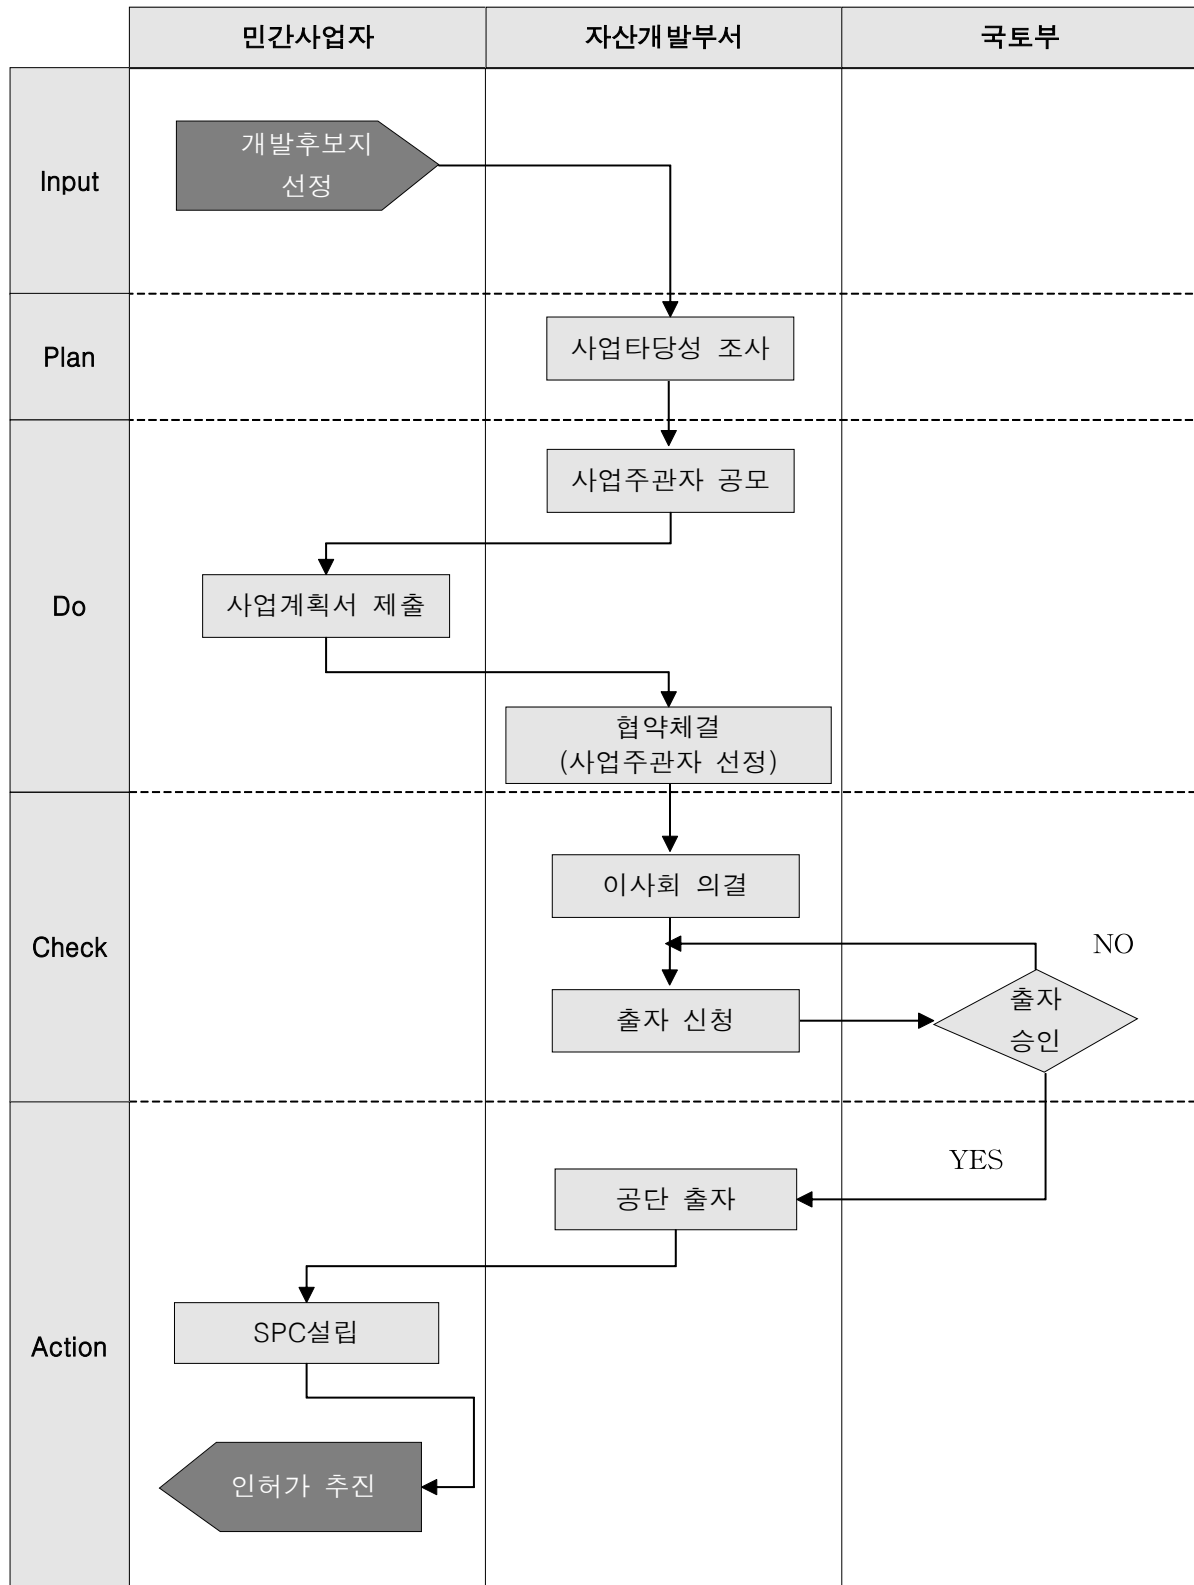 민간사업자
자산개발부서
국토부
Input
개발후보지
선정
Plan
사업타당성 조사
Do
사업주관자 공모
사업계획서 제출
협약체결
(사업주관자 선정)
Check
이사회 의결
NO
출자 신청
출자
승인
Action
YES
공단 출자
SPC설립
인허가 추진